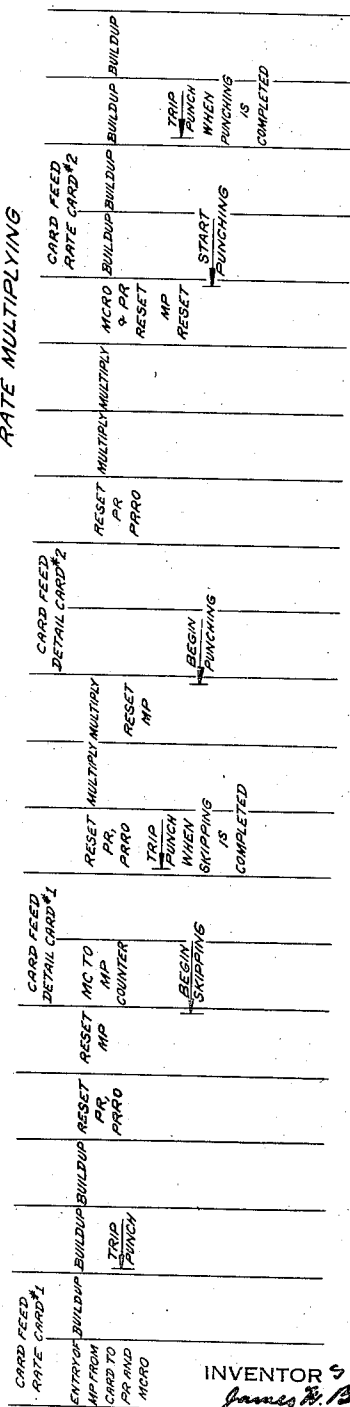 RATE MULTIPLYING
CARD FEED
RATE CARD #1
ENTRY OF
MP FROM
CARD TO
PR AND
MCRO
BUILDUP
BUILDUP
TRIP
PUNCH
BUILDUP
RESET
PR,
PRRO
RESET
MP
CARD FEED
DETAIL CARD #1
MC TO
MP
COUNTER
BEGIN
SKIPPING
RESET
PR,
PRRO
TRIP
PUNCH
WHEN
SKIPPING
IS
COMPLETED
MULTIPLY
MULTIPLY
RESET
MP
CARD FEED
DETAIL CARD #2
BEGIN
PUNCHING
RESET
PR
PRRO
MULTIPLY
MULTIPLY
MCRO
& PR
RESET
MP
RESET
CARD FEED
RATE CARD #2
BUILDUP
START
PUNCHING
BUILDUP
BUILDUP
TRIP
PUNCH
WHEN
PUNCHING
IS
COMPLETED
BUILDUP
INVENTORS
James